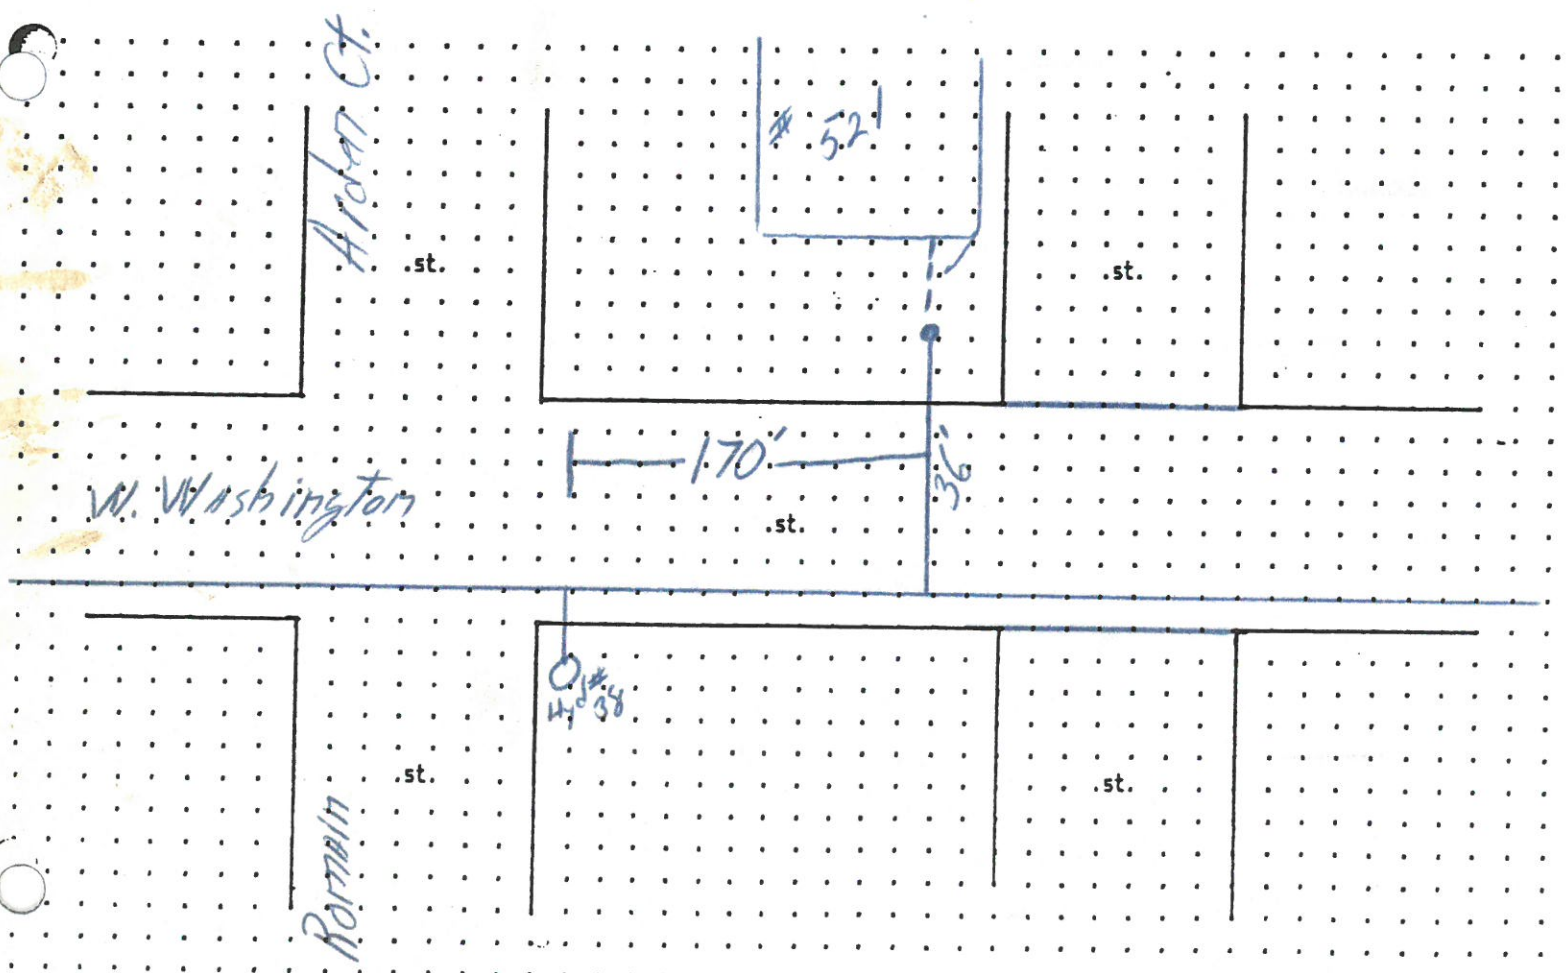 Arden Ct.
# 521
st.
st.
170'
36'
W. Washington
st.
Hyd #
38
st.
st.
Romain